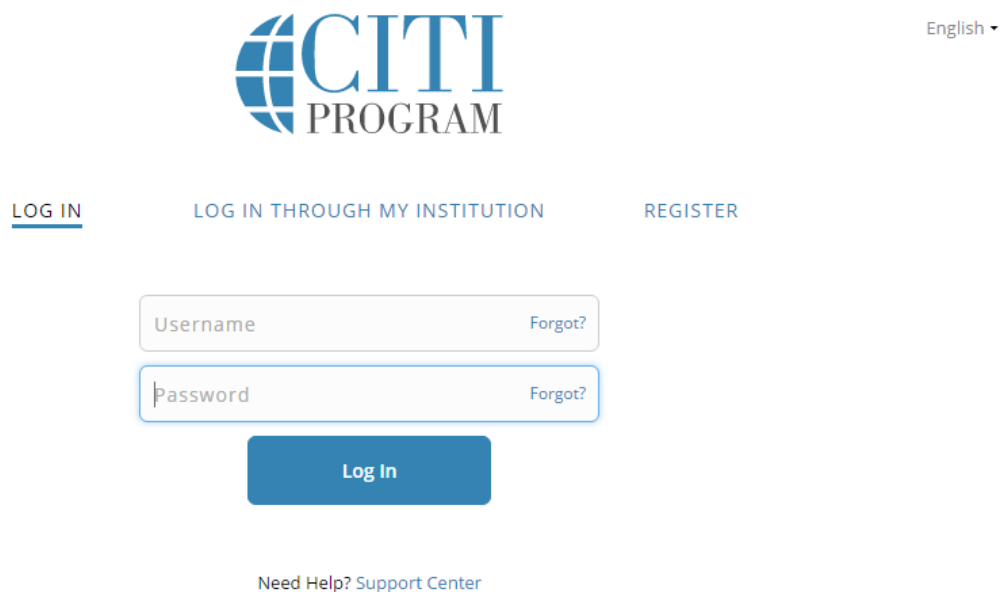 CITI
PROGRAM
English
LOG IN LOG IN THROUGH MY INSTITUTION REGISTER
Username Forgot?
Password Forgot?
Log In
Need Help? Support Center